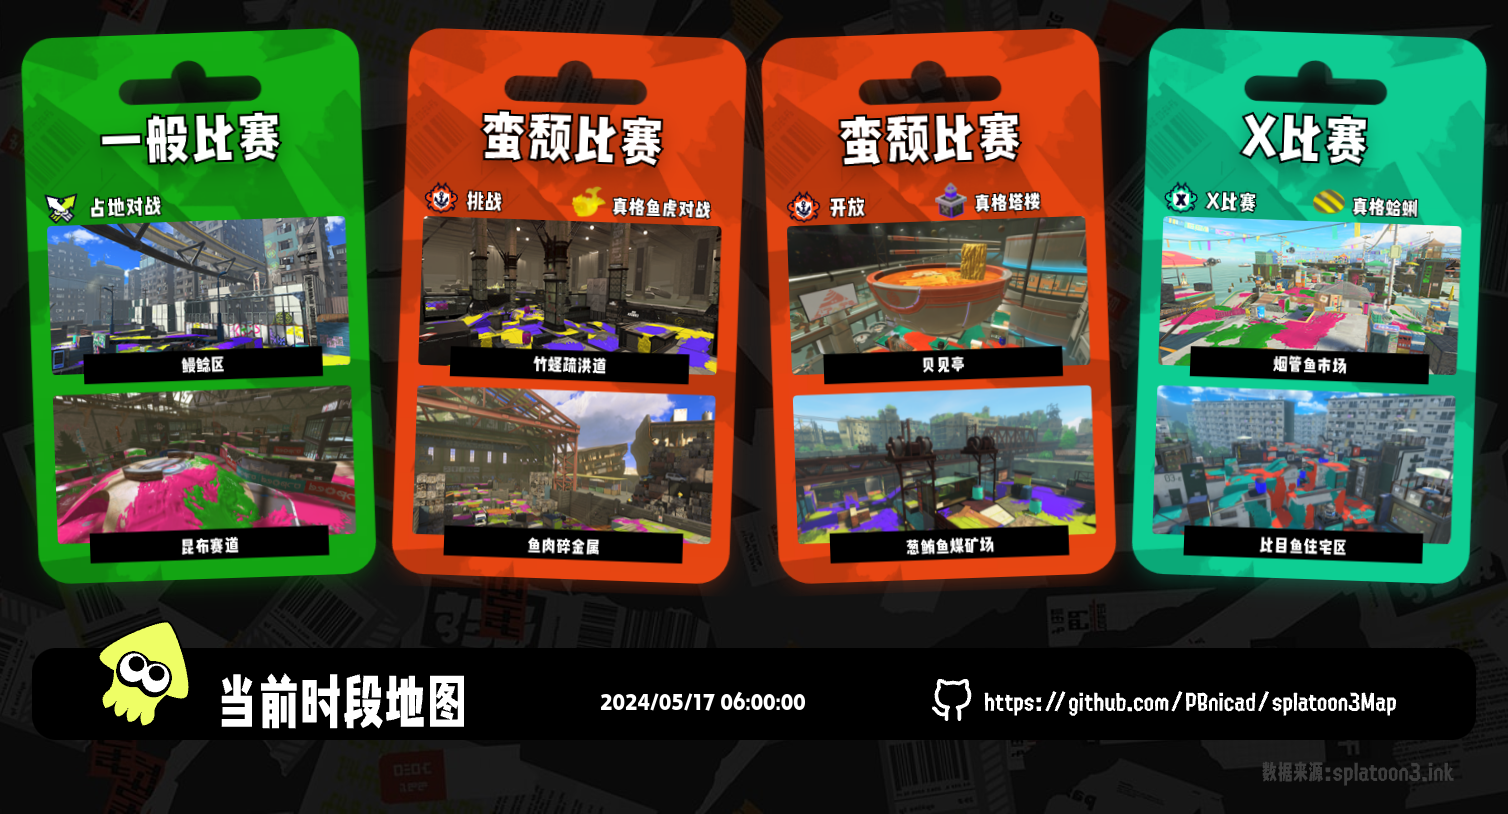 一般比赛
占地对战
鳗鲶区
昆布赛道
蛮颓比赛
挑战
真格鱼虎对战
竹蛏疏洪道
鱼肉碎金属
蛮颓比赛
开放
真格塔楼
贝见亭
葱鲔鱼煤矿场
X比赛
X比赛
真格蛤蜊
烟管鱼市场
比目鱼住宅区
当前时段地图
2024/05/17 06:00:00
https://github.com/PBnicad/splatoon3Map
数据来源:splatoon3.ink